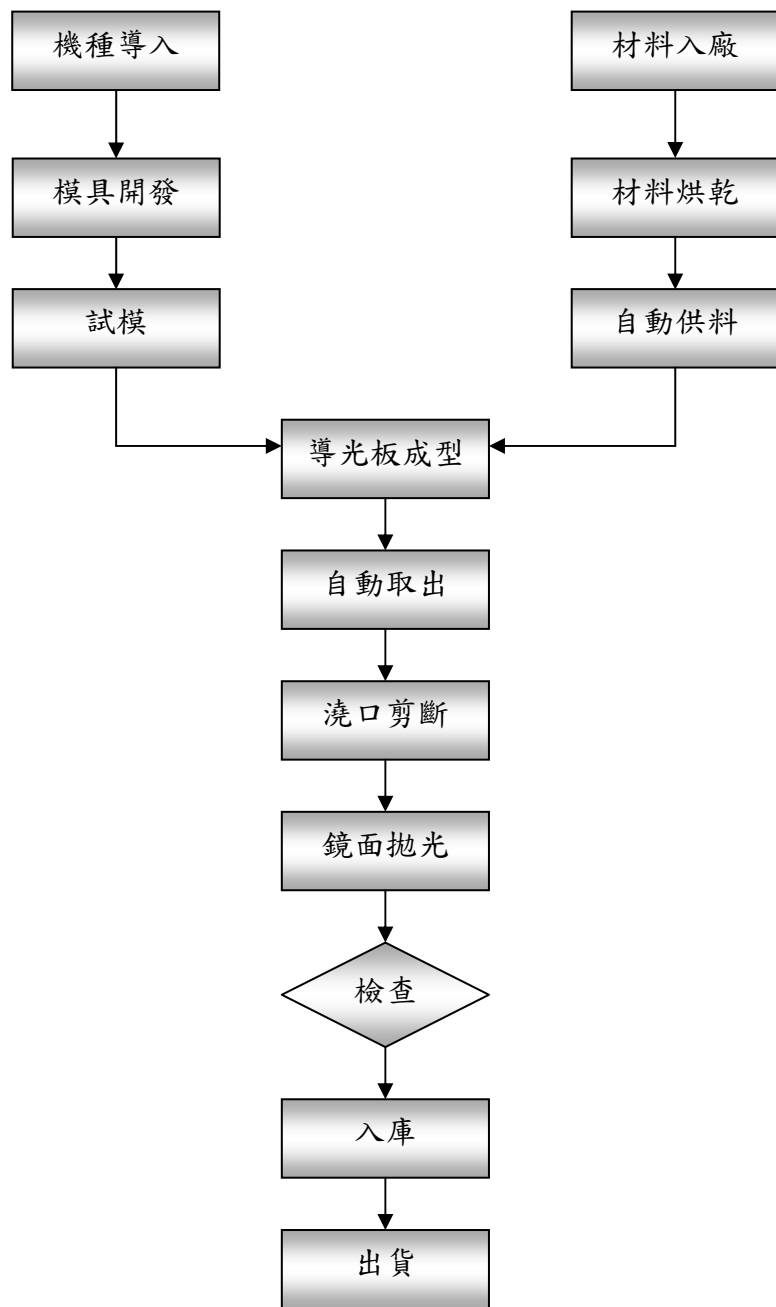 機種導入
材料入廠
模具開發
材料烘乾
試模
自動供料
導光板成型
自動取出
澆口剪斷
鏡面拋光
檢查
入庫
出貨